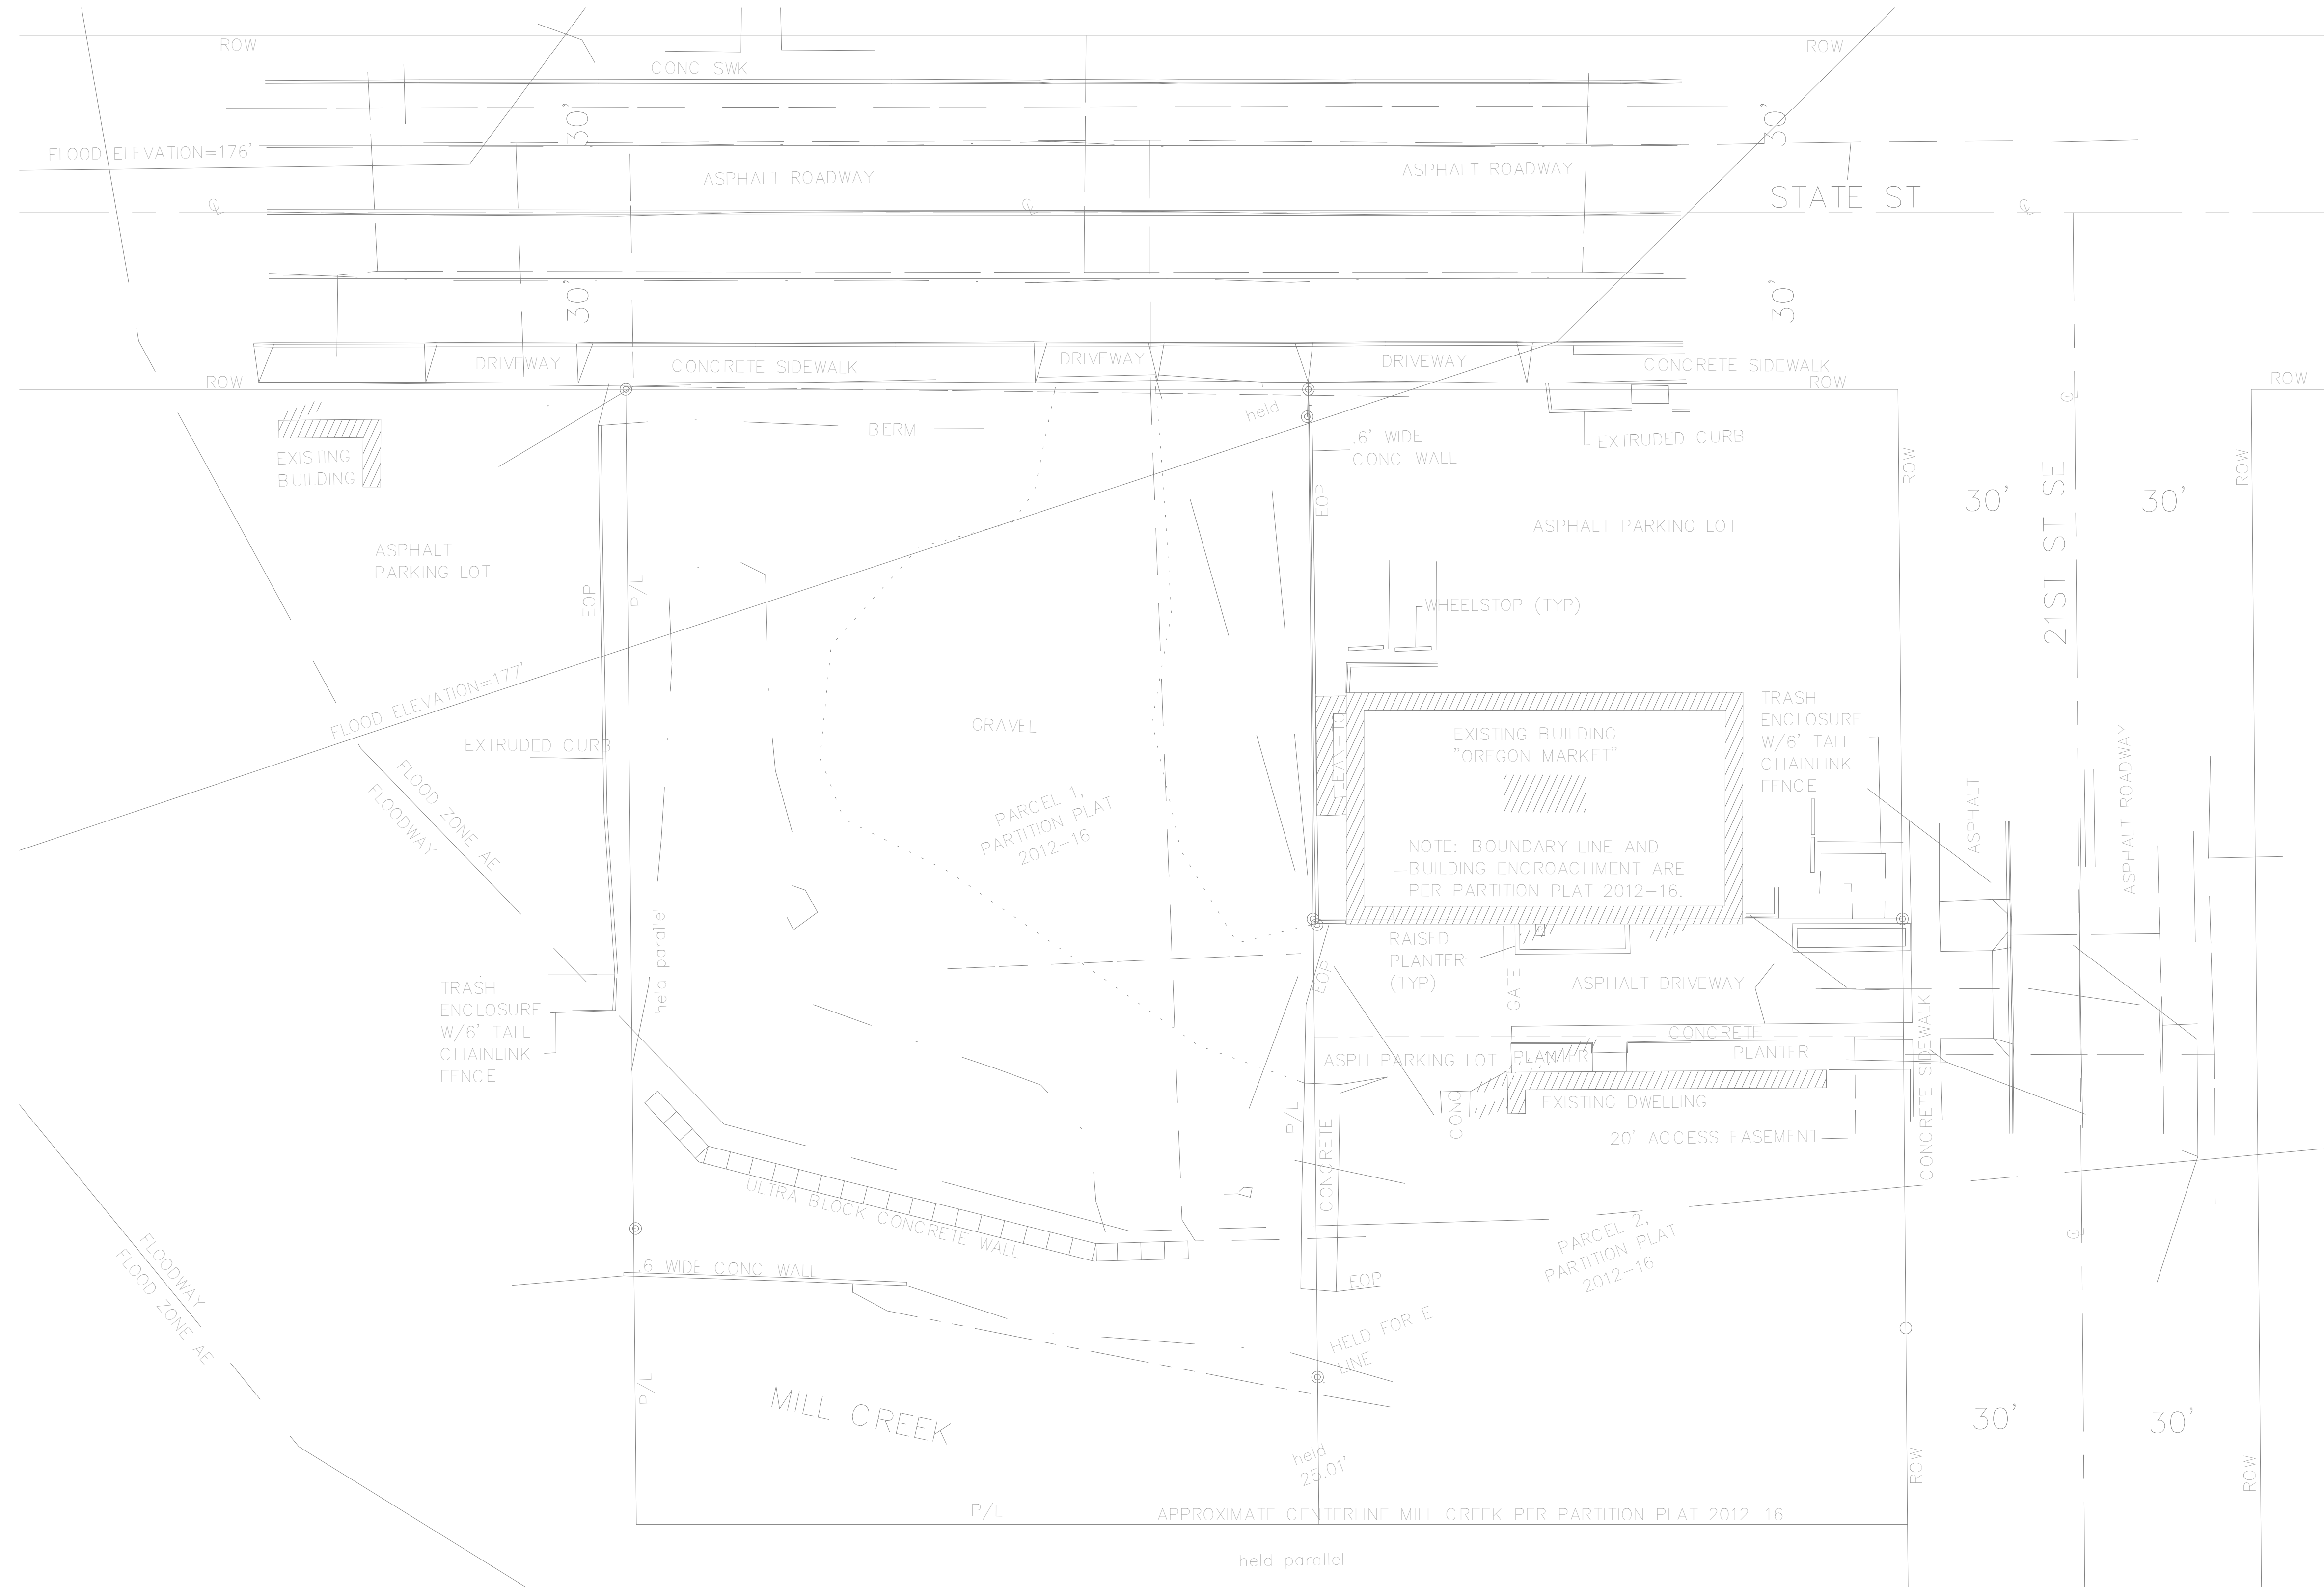 ROW
ROW
CONC SWK
30'
30'
FLOOD ELEVATION=176'
ASPHALT ROADWAY
ASPHALT ROADWAY
STATE ST
℄
℄
℄
30'
30'
DRIVEWAY
CONCRETE SIDEWALK
DRIVEWAY
DRIVEWAY
CONCRETE SIDEWALK
ROW
ROW
ROW
℄
held
BERM
.6' WIDE
CONC WALL
EXTRUDED CURB
EXISTING
BUILDING
ROW
ROW
EOP
30'
30'
21ST ST SE
ASPHALT PARKING LOT
ASPHALT
PARKING LOT
EOP
P/L
WHEELSTOP (TYP)
FLOOD ELEVATION=177'
EXTRUDED CURB
GRAVEL
LEAN-TO
EXISTING BUILDING
"OREGON MARKET"
TRASH
ENCLOSURE
W/6' TALL
CHAINLINK
FENCE
FLOOD ZONE AE
FLOODWAY
PARCEL 1,
PARTITION PLAT
2012-16
NOTE: BOUNDARY LINE AND
BUILDING ENCROACHMENT ARE
PER PARTITION PLAT 2012-16.
ASPHALT
ASPHALT ROADWAY
held parallel
RAISED
PLANTER
(TYP)
EOP
GATE
ASPHALT DRIVEWAY
TRASH
ENCLOSURE
W/6' TALL
CHAINLINK
FENCE
CONCRETE
ASPH PARKING LOT
PLANTER
PLANTER
CONCRETE SIDEWALK
P/L
CONCRETE
CONC
EXISTING DWELLING
20' ACCESS EASEMENT
ULTRA BLOCK CONCRETE WALL
PARCEL 2,
PARTITION PLAT
2012-16
℄
FLOODWAY
FLOOD ZONE AE
.6 WIDE CONC WALL
EOP
HELD FOR E
LINE
P/L
MILL CREEK
30'
30'
held
25.01'
ROW
ROW
P/L
APPROXIMATE CENTERLINE MILL CREEK PER PARTITION PLAT 2012-16
held parallel